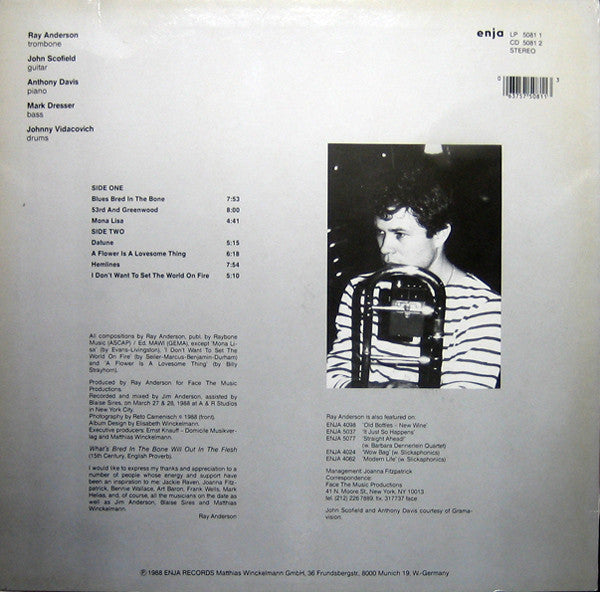 Ray Anderson
trombone
John Scofield
guitar
Anthony Davis
piano
Mark Dresser
bass
Johnny Vidacovich
drums
enja LP 5081 1
CD 5081 2
STEREO
0 63757 50811 3
SIDE ONE
Blues Bred In The Bone 7:53
53rd And Greenwood 8:00
Mona Lisa 4:41
SIDE TWO
Datune 5:15
A Flower Is A Lovesome Thing 6:18
Hemlines 7:54
I Don't Want To Set The World On Fire 5:10
All compositions by Ray Anderson, publ. by Raybone
Music (ASCAP) / Ed. MAWI (GEMA), except 'Mona Li-
sa' (by Evans-Livingston), 'I Don't Want To Set The
World On Fire' (by Seiler-Marcus-Benjamin-Durham)
and 'A Flower Is A Lovesome Thing' (by Billy
Strayhorn).
Produced by Ray Anderson for Face The Music
Productions.
Recorded and mixed by Jim Anderson, assisted by
Blaise Sires, on March 27 & 28, 1988 at A & R Studios
in New York City.
Photography by Reto Camenisch © 1988 (front).
Album Design by Elisabeth Winckelmann.
Executive producers: Ernst Knauff - Domicile Musikver-
lag and Matthias Winckelmann.
What's Bred In The Bone Will Out In The Flesh
(15th Century, English Proverb).
I would like to express my thanks and appreciation to a
number of people whose energy and support have
been an inspiration to me: Jackie Raven, Joanna Fitz-
patrick, Bennie Wallace, Art Baron, Frank Wells, Mark
Helias, and, of course, all the musicians on the date as
well as Jim Anderson, Blaise Sires and Matthias
Winckelmann.
Ray Anderson
Ray Anderson is also featured on:
ENJA 4098 'Old Bottles - New Wine'
ENJA 5037 'It Just So Happens'
ENJA 5077 'Straight Ahead!'
(w. Barbara Dennerlein Quartet)
ENJA 4024 'Wow Bag' (w. Slickaphonics)
ENJA 4062 'Modern Life' (w. Slickaphonics)
Management: Joanna Fitzpatrick
Correspondence:
Face The Music Productions
41 N. Moore St, New York, NY 10013
tel. (212) 226 7889, tx. 317737 face
John Scofield and Anthony Davis courtesy of Grama-
vision.
℗ 1988 ENJA RECORDS Matthias Winckelmann GmbH, 36 Frundsbergstr, 8000 Munich 19, W.-Germany